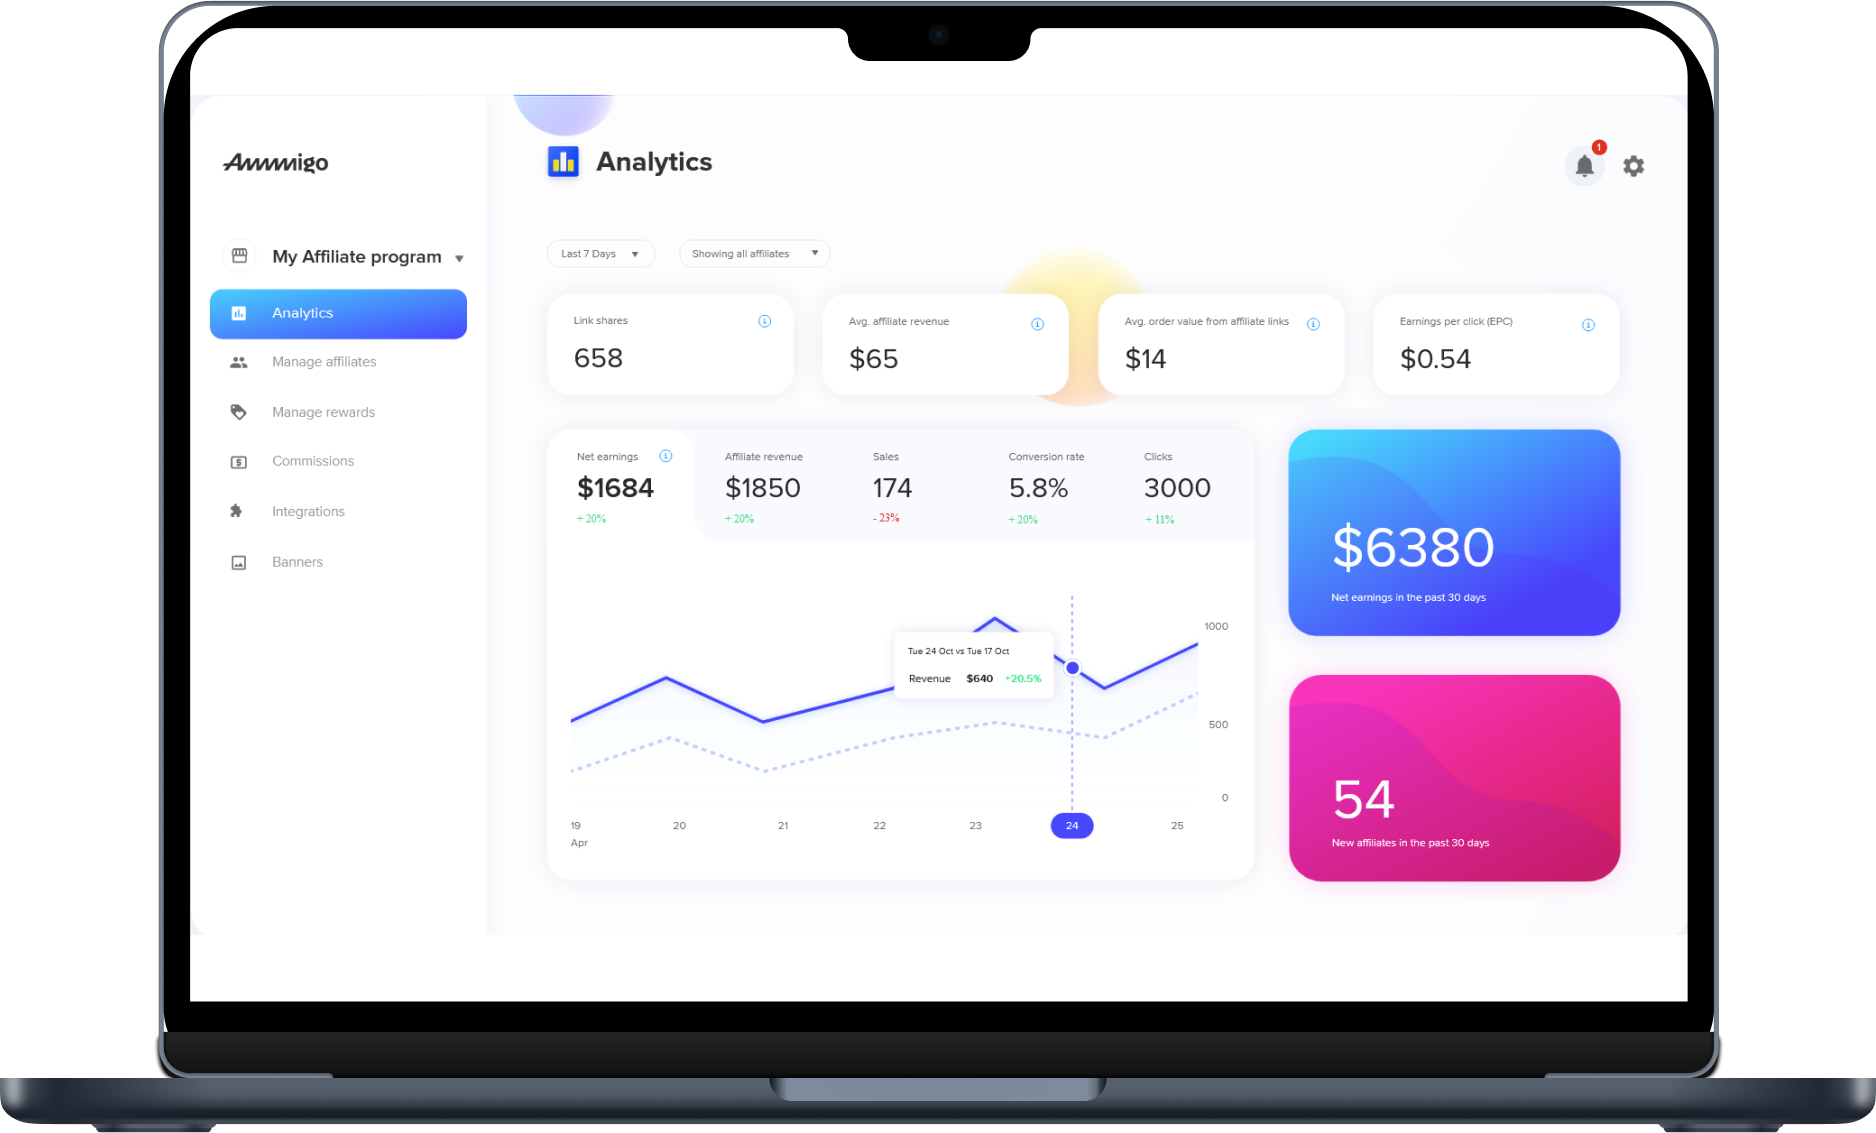 Ammmigo
Analytics
1
My Affiliate program
Analytics
Manage affiliates
Manage rewards
Commissions
Integrations
Banners
Last 7 Days
Showing all affiliates
Link shares
658
Avg. affiliate revenue
$65
Avg. order value from affiliate links
$14
Earnings per click (EPC)
$0.54
Net earnings
$1684
+ 20%
Affiliate revenue
$1850
+ 20%
Sales
174
- 23%
Conversion rate
5.8%
+ 20%
Clicks
3000
+ 11%
Tue 24 Oct vs Tue 17 Oct
Revenue $640 +20.5%
1000
500
0
19 20 21 22 23 24 25
Apr
$6380
Net earnings in the past 30 days
54
New affiliates in the past 30 days